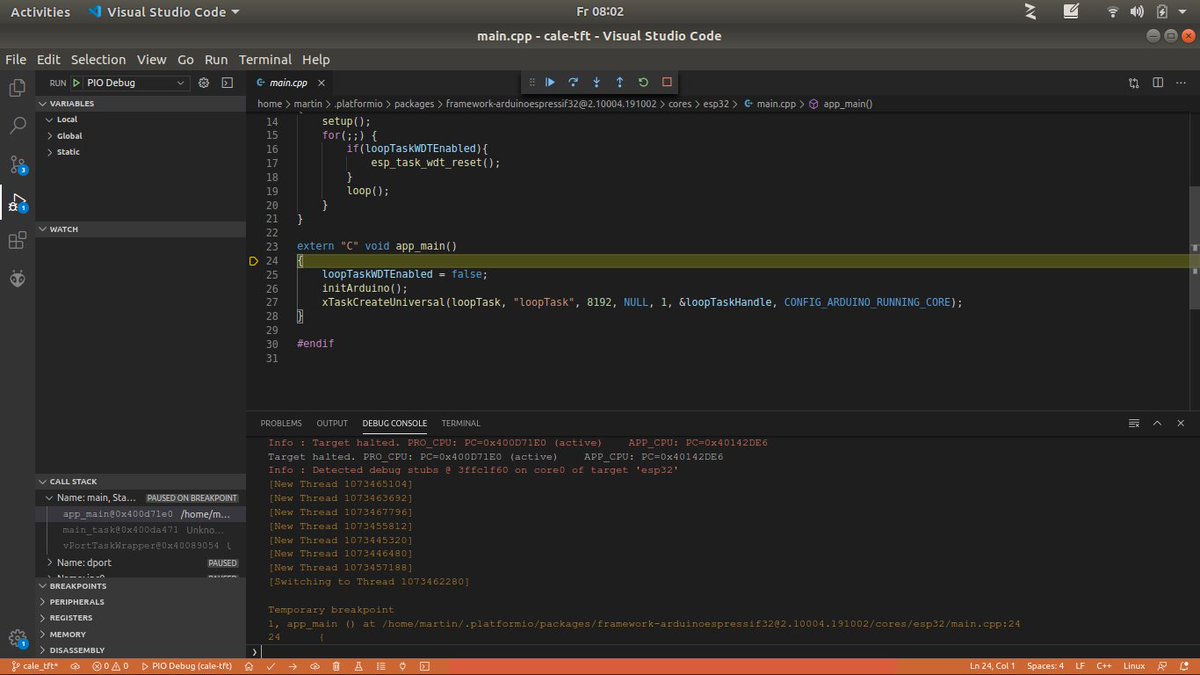 Activities Visual Studio Code Fr 08:02
main.cpp - cale-tft - Visual Studio Code
File Edit Selection View Go Run Terminal Help
RUN PIO Debug main.cpp
VARIABLES
Local
Global
Static
WATCH
CALL STACK
Name: main, Sta... PAUSED ON BREAKPOINT
app_main@0x400d71e0 /home/m...
main_task@0x400da471 Unkno...
vPortTaskWrapper@0x40089054 (
Name: dport PAUSED
BREAKPOINTS
PERIPHERALS
REGISTERS
MEMORY
DISASSEMBLY
home > martin > .platformio > packages > framework-arduinoespressif32@2.10004.191002 > cores > esp32 > main.cpp > app_main()
14 setup();
15 for(;;) {
16 if(loopTaskWDTEnabled){
17 esp_task_wdt_reset();
18 }
19 loop();
20 }
21 }
22
23 extern "C" void app_main()
24 {
25 loopTaskWDTEnabled = false;
26 initArduino();
27 xTaskCreateUniversal(loopTask, "loopTask", 8192, NULL, 1, &loopTaskHandle, CONFIG_ARDUINO_RUNNING_CORE);
28 }
29
30 #endif
31
PROBLEMS OUTPUT DEBUG CONSOLE TERMINAL
Info : Target halted. PRO_CPU: PC=0x400D71E0 (active) APP_CPU: PC=0x40142DE6
Target halted. PRO_CPU: PC=0x400D71E0 (active) APP_CPU: PC=0x40142DE6
Info : Detected debug stubs @ 3ffc1f60 on core0 of target 'esp32'
[New Thread 1073465104]
[New Thread 1073463692]
[New Thread 1073467796]
[New Thread 1073455812]
[New Thread 1073445320]
[New Thread 1073446480]
[New Thread 1073457188]
[Switching to Thread 1073462280]
Temporary breakpoint
1, app_main () at /home/martin/.platformio/packages/framework-arduinoespressif32@2.10004.191002/cores/esp32/main.cpp:24
24 {
>
cale_tft* 0 0 PIO Debug (cale-tft) Ln 24, Col 1 Spaces: 4 LF C++ Linux